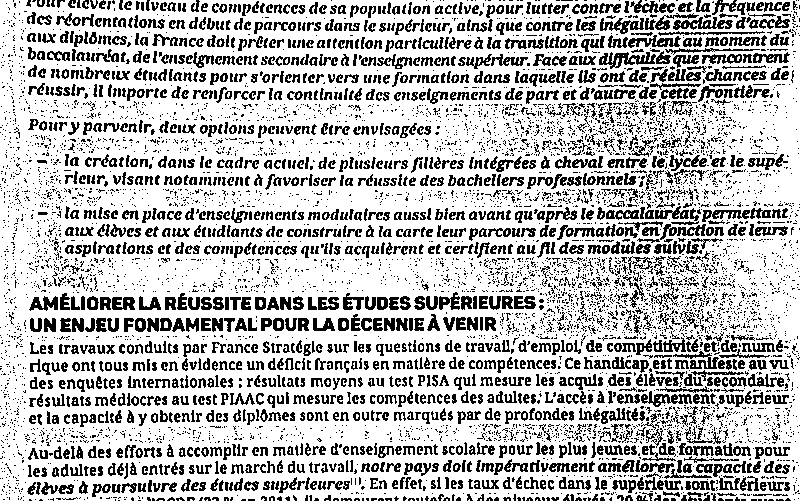 Pour élever le niveau de compétences de sa population active, pour lutter contre l'échec et la fréquence
des réorientations en début de parcours dans le supérieur, ainsi que contre les inégalités sociales d'accès
aux diplômes, la France doit prêter une attention particulière à la transition qui intervient au moment du
baccalauréat, de l'enseignement secondaire à l'enseignement supérieur. Face aux difficultés que rencontrent
de nombreux étudiants pour s'orienter vers une formation dans laquelle ils ont de réelles chances de
réussir, il importe de renforcer la continuité des enseignements de part et d'autre de cette frontière.
Pour y parvenir, deux options peuvent être envisagées :
– la création, dans le cadre actuel, de plusieurs filières intégrées à cheval entre le lycée et le supé-
rieur, visant notamment à favoriser la réussite des bacheliers professionnels ;
– la mise en place d'enseignements modulaires aussi bien avant qu'après le baccalauréat, permettant
aux élèves et aux étudiants de construire à la carte leur parcours de formation, en fonction de leurs
aspirations et des compétences qu'ils acquièrent et certifient au fil des modules suivis.
AMÉLIORER LA RÉUSSITE DANS LES ÉTUDES SUPÉRIEURES :
UN ENJEU FONDAMENTAL POUR LA DÉCENNIE À VENIR
Les travaux conduits par France Stratégie sur les questions de travail, d'emploi, de compétitivité et de numé-
rique ont tous mis en évidence un déficit français en matière de compétences. Ce handicap est manifeste au vu
des enquêtes internationales : résultats moyens au test PISA qui mesure les acquis des élèves du secondaire,
résultats médiocres au test PIAAC qui mesure les compétences des adultes. L'accès à l'enseignement supérieur
et la capacité à y obtenir des diplômes sont en outre marqués par de profondes inégalités.
Au-delà des efforts à accomplir en matière d'enseignement scolaire pour les plus jeunes et de formation pour
les adultes déjà entrés sur le marché du travail, notre pays doit impérativement améliorer la capacité des
élèves à poursuivre des études supérieures(1). En effet, si les taux d'échec dans le supérieur sont inférieurs